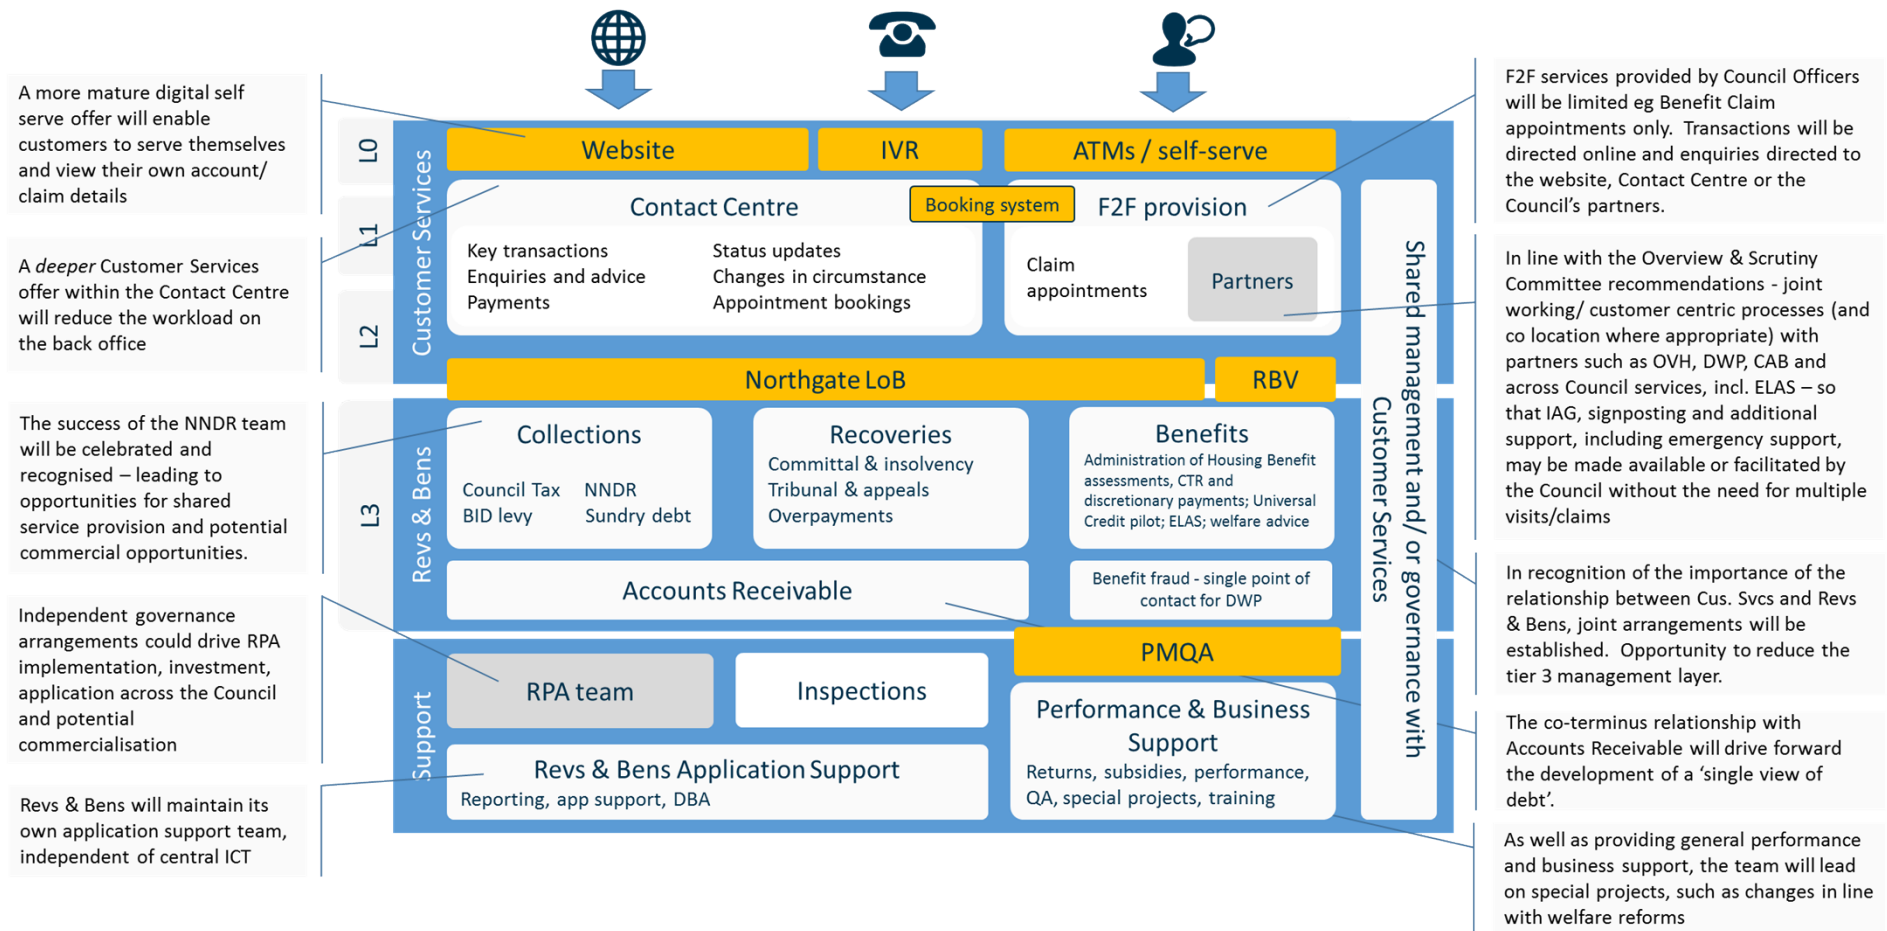 A more mature digital self
serve offer will enable
customers to serve themselves
and view their own account/
claim details
A deeper Customer Services
offer within the Contact Centre
will reduce the workload on
the back office
The success of the NNDR team
will be celebrated and
recognised – leading to
opportunities for shared
service provision and potential
commercial opportunities.
Independent governance
arrangements could drive RPA
implementation, investment,
application across the Council
and potential
commercialisation
Revs & Bens will maintain its
own application support team,
independent of central ICT
L0
L1
L2
L3
Customer Services
Website
IVR
ATMs / self-serve
Contact Centre
Booking system
F2F provision
Key transactions
Enquiries and advice
Payments
Status updates
Changes in circumstance
Appointment bookings
Claim
appointments
Partners
Northgate LoB
RBV
Revs & Bens
Collections
Council Tax
NNDR
BID levy
Sundry debt
Recoveries
Committal & insolvency
Tribunal & appeals
Overpayments
Benefits
Administration of Housing Benefit
assessments, CTR and
discretionary payments; Universal
Credit pilot; ELAS; welfare advice
Accounts Receivable
Benefit fraud - single point of
contact for DWP
Support
RPA team
Inspections
PMQA
Performance & Business
Support
Returns, subsidies, performance,
QA, special projects, training
Revs & Bens Application Support
Reporting, app support, DBA
Shared management and/ or governance with
Customer Services
F2F services provided by Council Officers
will be limited eg Benefit Claim
appointments only. Transactions will be
directed online and enquiries directed to
the website, Contact Centre or the
Council's partners.
In line with the Overview & Scrutiny
Committee recommendations - joint
working/ customer centric processes (and
co location where appropriate) with
partners such as OVH, DWP, CAB and
across Council services, incl. ELAS – so
that IAG, signposting and additional
support, including emergency support,
may be made available or facilitated by
the Council without the need for multiple
visits/claims
In recognition of the importance of the
relationship between Cus. Svcs and Revs
& Bens, joint arrangements will be
established. Opportunity to reduce the
tier 3 management layer.
The co-terminus relationship with
Accounts Receivable will drive forward
the development of a ‘single view of
debt’.
As well as providing general performance
and business support, the team will lead
on special projects, such as changes in line
with welfare reforms